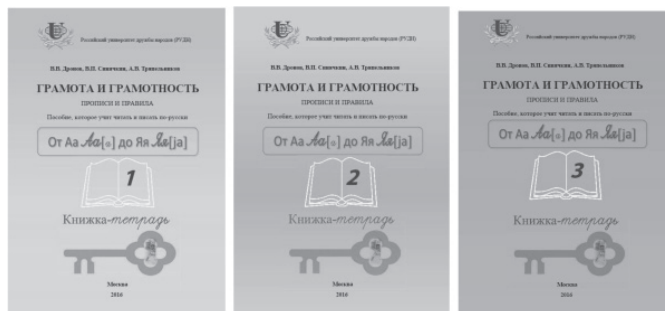 Российский университет дружбы народов (РУДН)
В.В. Дронов, В.П. Синячкин, А.В. Трипольников
ГРАМОТА И ГРАМОТНОСТЬ
ПРОПИСИ И ПРАВИЛА
Пособие, которое учит читать и писать по-русски
От Аа Аа[а] до Яя Яя[ja]
1
Книжка-тетрадь
Москва
2016
Российский университет дружбы народов (РУДН)
В.В. Дронов, В.П. Синячкин, А.В. Трипольников
ГРАМОТА И ГРАМОТНОСТЬ
ПРОПИСИ И ПРАВИЛА
Пособие, которое учит читать и писать по-русски
От Аа Аа[а] до Яя Яя[ja]
2
Книжка-тетрадь
Москва
2016
Российский университет дружбы народов (РУДН)
В.В. Дронов, В.П. Синячкин, А.В. Трипольников
ГРАМОТА И ГРАМОТНОСТЬ
ПРОПИСИ И ПРАВИЛА
Пособие, которое учит читать и писать по-русски
От Аа Аа[а] до Яя Яя[ja]
3
Книжка-тетрадь
Москва
2016